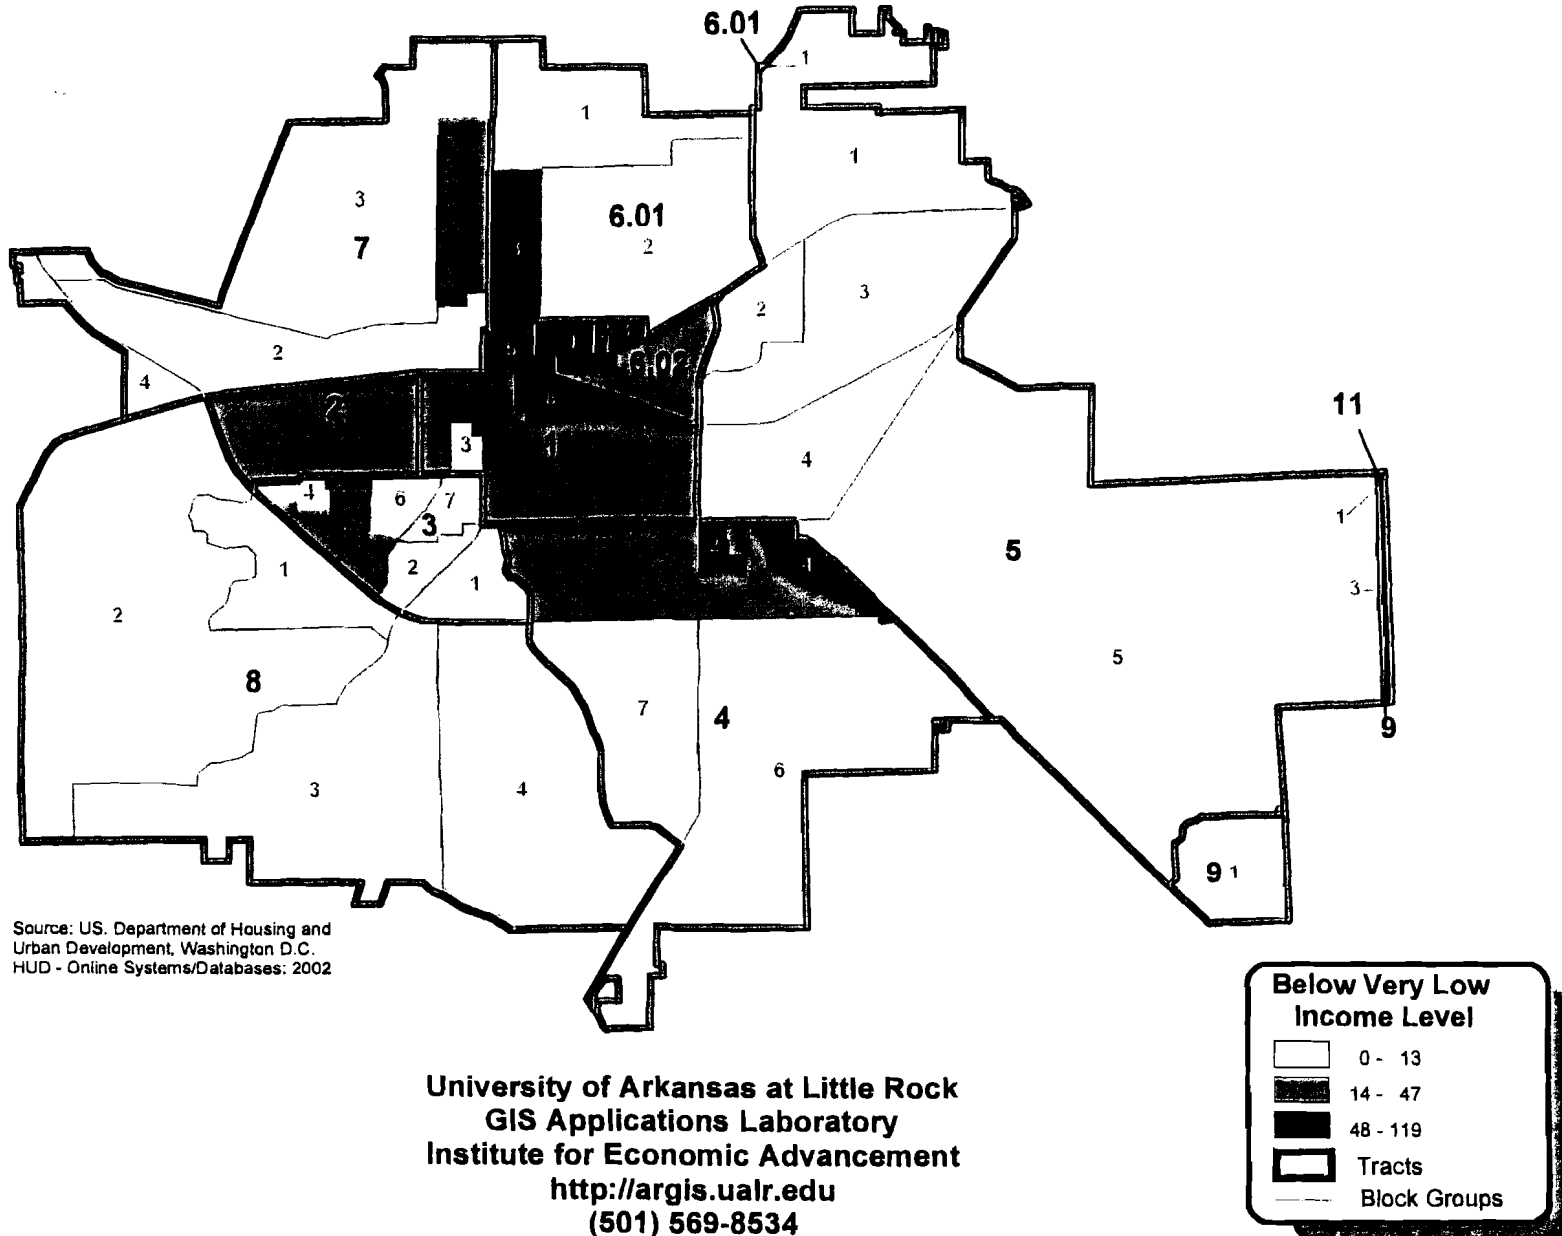 6.01
1
1
1
3
6.01
7
2
2
3
2
6.02
4
2
11
3
4
4
6
7
1
3
5
1
2
1
3
2
5
8
7
4
9
6
3
4
9 1
Source: US. Department of Housing and
Urban Development, Washington D.C.
HUD - Online Systems/Databases: 2002
Below Very Low
Income Level
0 - 13
14 - 47
48 - 119
Tracts
Block Groups
University of Arkansas at Little Rock
GIS Applications Laboratory
Institute for Economic Advancement
http://argis.ualr.edu
(501) 569-8534